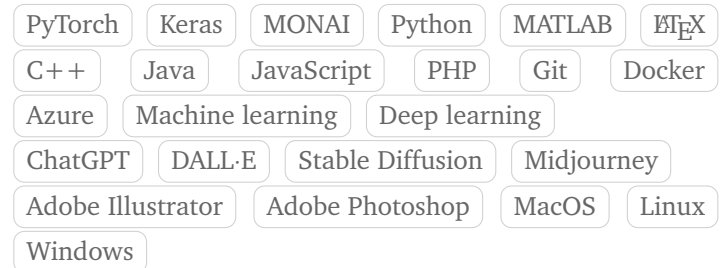 PyTorch Keras MONAI Python MATLAB LATEX
C++ Java JavaScript PHP Git Docker
Azure Machine learning Deep learning
ChatGPT DALL·E Stable Diffusion Midjourney
Adobe Illustrator Adobe Photoshop MacOS Linux
Windows